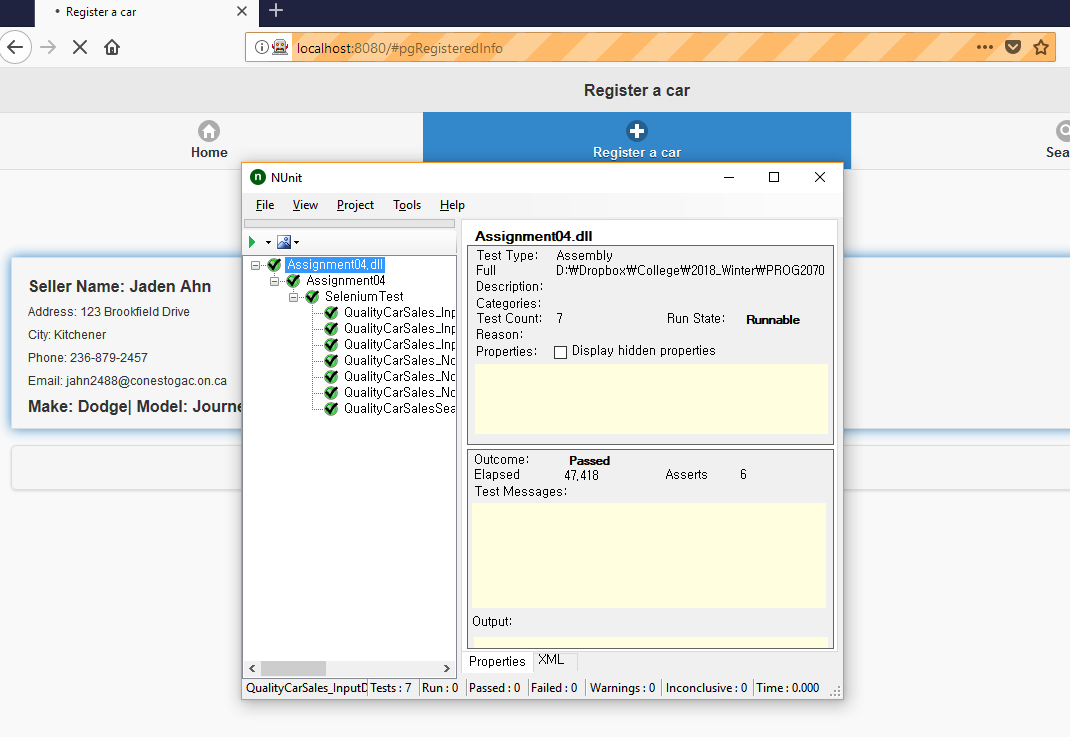 • Register a car
localhost:8080/#pgRegisteredInfo
Register a car
Home
Register a car
Sea
NUnit
File View Project Tools Help
Assignment04.dll
Assignment04
SeleniumTest
QualityCarSales_Inp
QualityCarSales_Inp
QualityCarSales_Inp
QualityCarSales_No
QualityCarSales_No
QualityCarSales_No
QualityCarSalesSea
Assignment04.dll
Test Type: Assembly
Full D:₩Dropbox₩College₩2018_Winter₩PROG2070
Description:
Categories:
Test Count: 7 Run State: Runnable
Reason:
Properties: Display hidden properties
Outcome: Passed
Elapsed 47,418 Asserts 6
Test Messages:
Output:
Properties XML
QualityCarSales_InputD Tests : 7 Run : 0 Passed : 0 Failed : 0 Warnings : 0 Inconclusive : 0 Time : 0.000
Seller Name: Jaden Ahn
Address: 123 Brookfield Drive
City: Kitchener
Phone: 236-879-2457
Email: jahn2488@conestogac.on.ca
Make: Dodge| Model: Journe